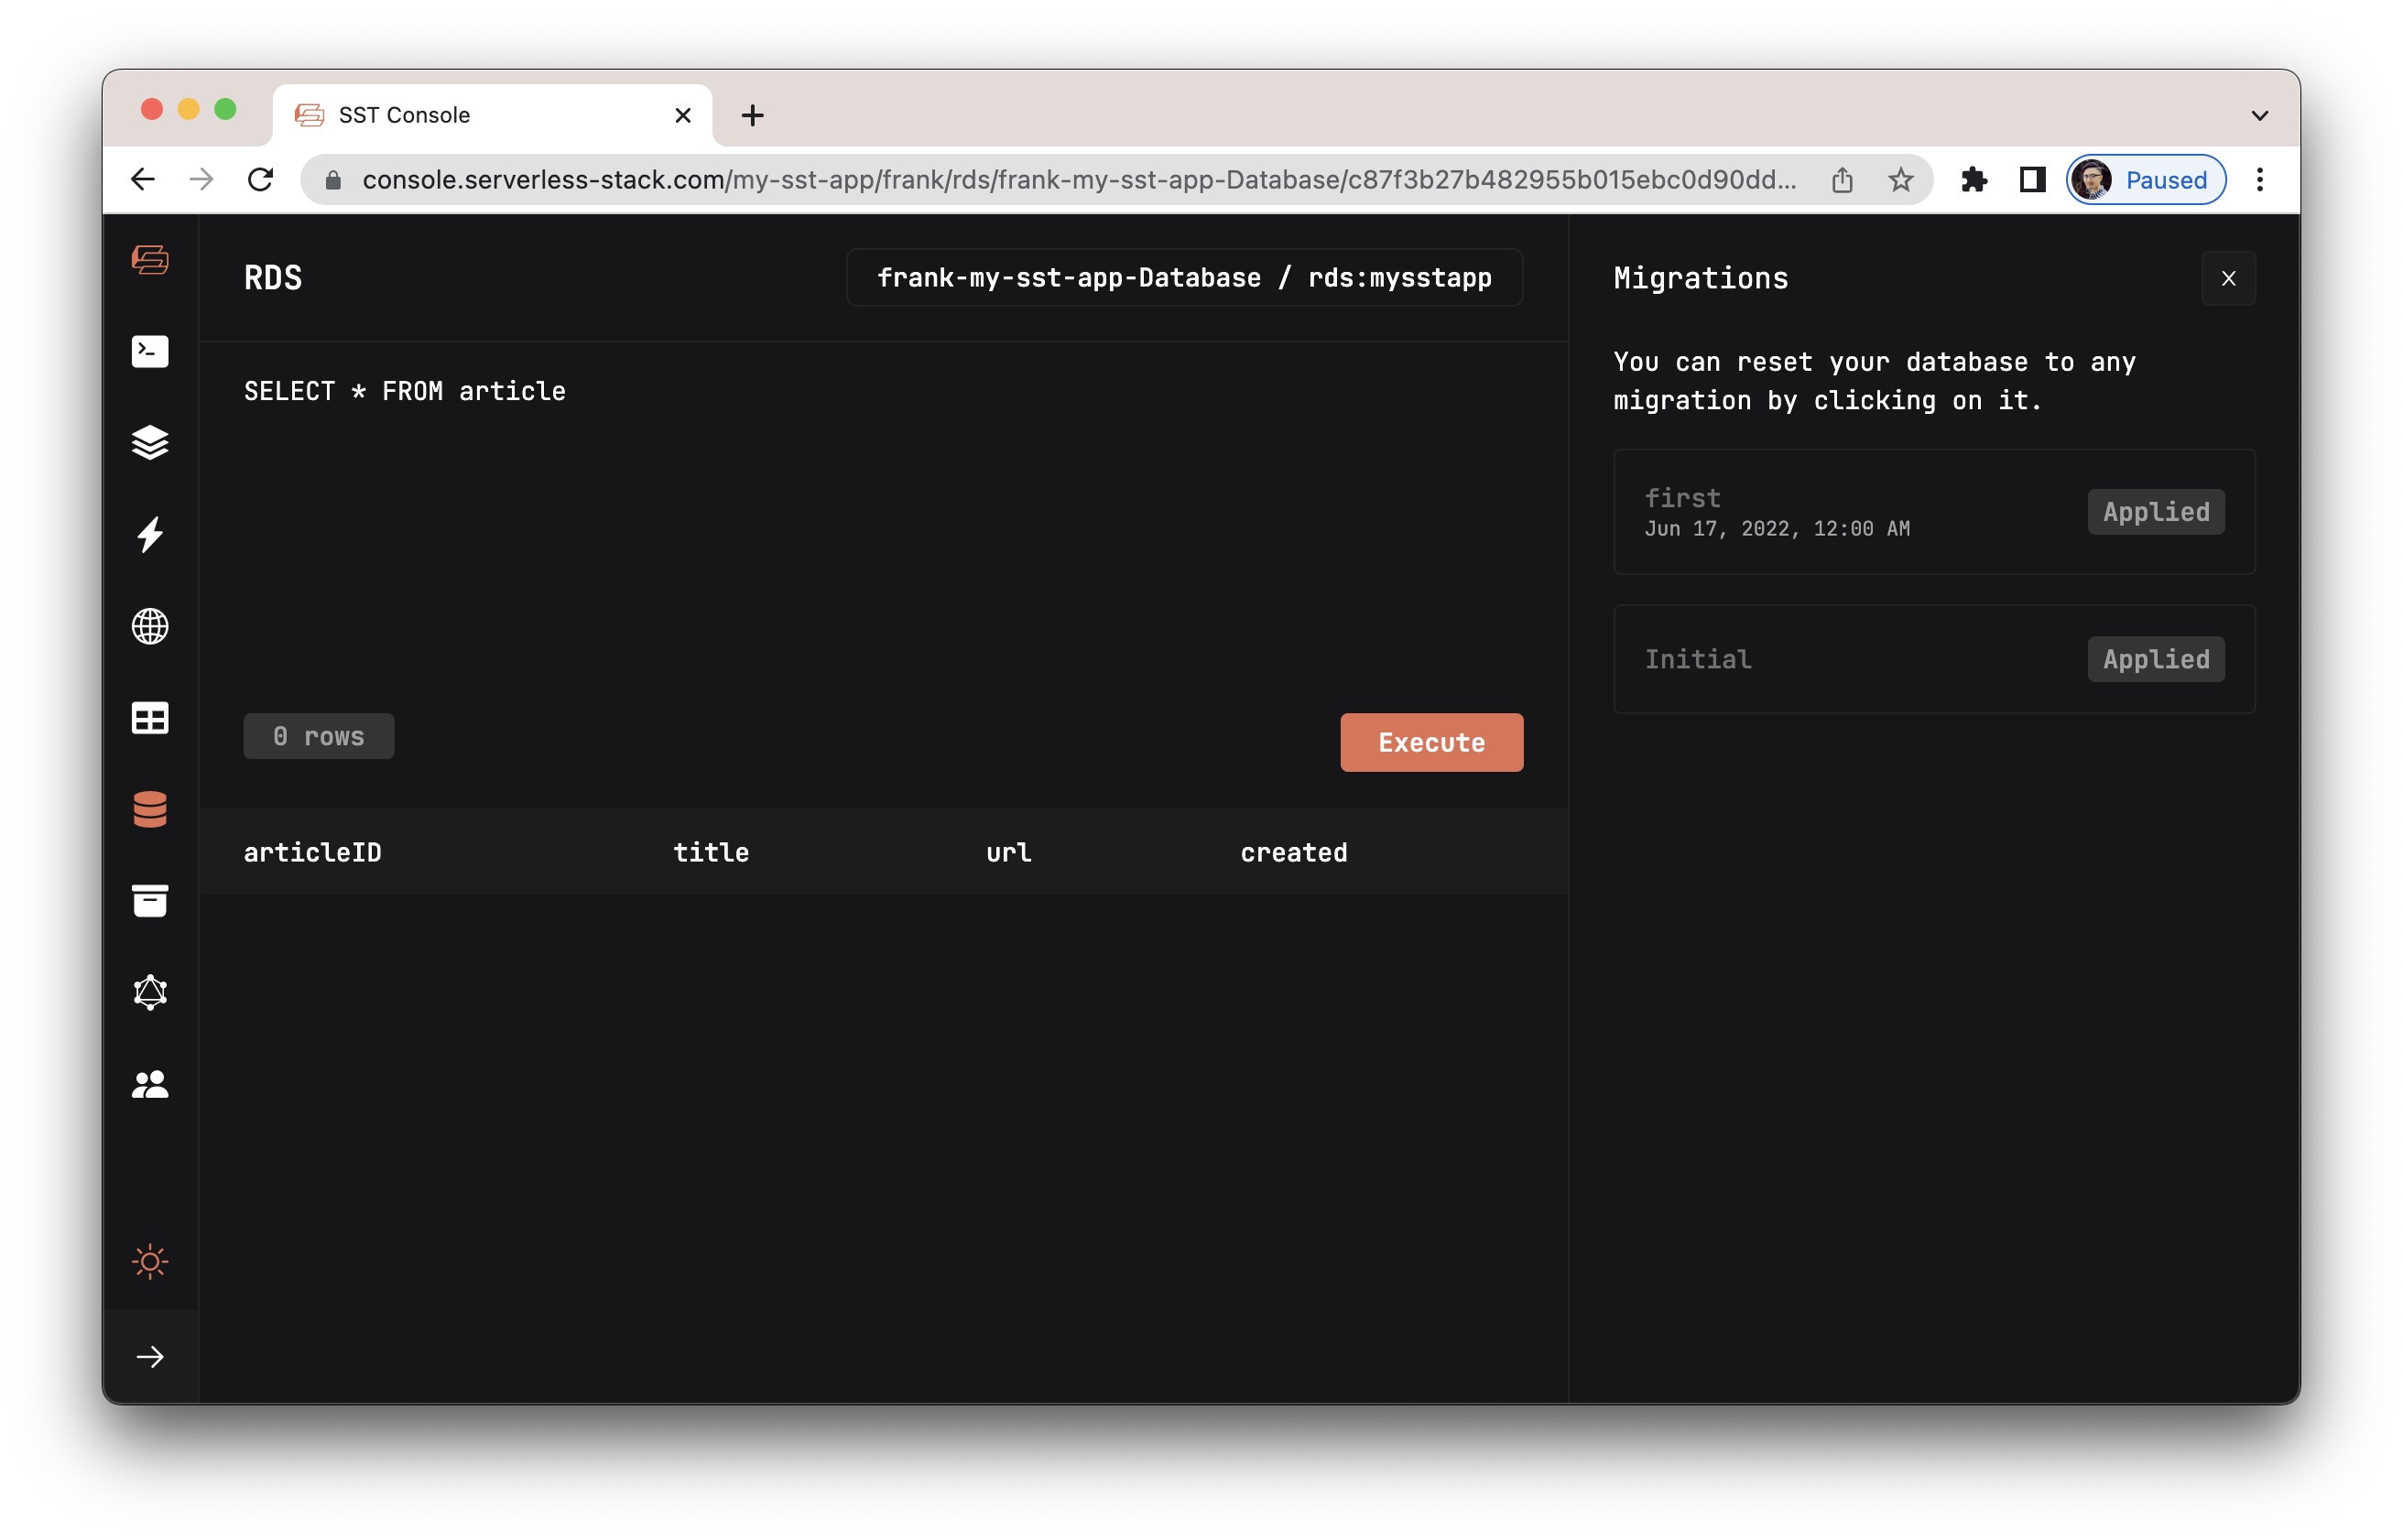 SST Console
console.serverless-stack.com/my-sst-app/frank/rds/frank-my-sst-app-Database/c87f3b27b482955b015ebc0d90dd...
Paused
RDS
frank-my-sst-app-Database / rds:mysstapp
SELECT * FROM article
0 rows
Execute
articleID title url created
Migrations
X
You can reset your database to any
migration by clicking on it.
first
Jun 17, 2022, 12:00 AM
Applied
Initial
Applied